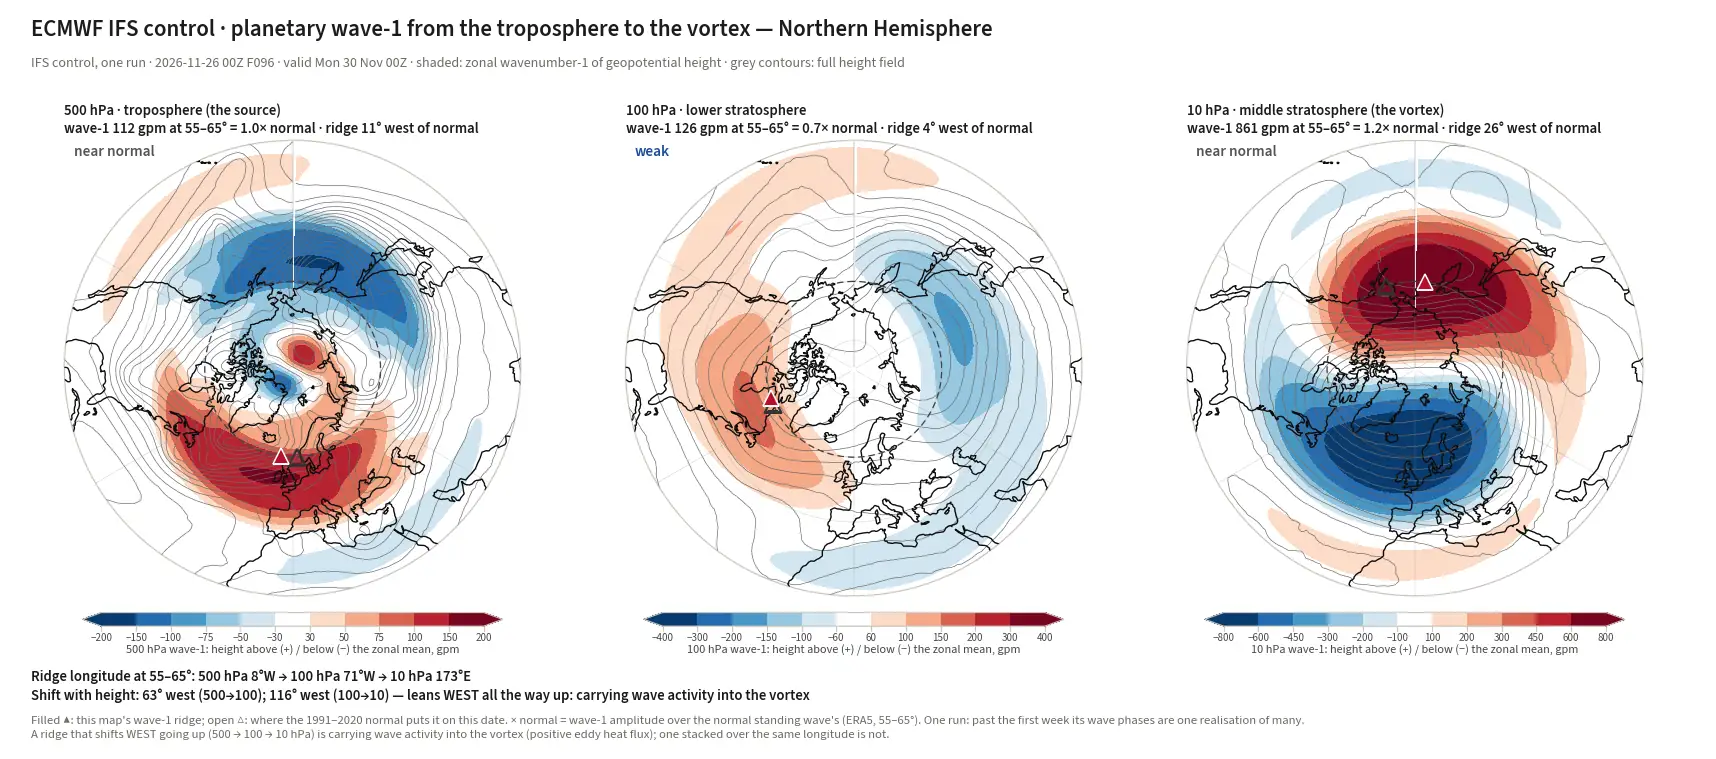 ECMWF IFS control · planetary wave-1 from the troposphere to the vortex — Northern Hemisphere
IFS control, one run · 2026-11-26 00Z F096 · valid Mon 30 Nov 00Z · shaded: zonal wavenumber-1 of geopotential height · grey contours: full height field
500 hPa · troposphere (the source)
wave-1 112 gpm at 55–65° = 1.0× normal · ridge 11° west of normal
near normal
100 hPa · lower stratosphere
wave-1 126 gpm at 55–65° = 0.7× normal · ridge 4° west of normal
weak
10 hPa · middle stratosphere (the vortex)
wave-1 861 gpm at 55–65° = 1.2× normal · ridge 26° west of normal
near normal
−200 −150 −100 −75 −50 −30 30 50 75 100 150 200
500 hPa wave-1: height above (+) / below (−) the zonal mean, gpm
−400 −300 −200 −150 −100 −60 60 100 150 200 300 400
100 hPa wave-1: height above (+) / below (−) the zonal mean, gpm
−800 −600 −450 −300 −200 −100 100 200 300 450 600 800
10 hPa wave-1: height above (+) / below (−) the zonal mean, gpm
Ridge longitude at 55–65°: 500 hPa 8°W → 100 hPa 71°W → 10 hPa 173°E
Shift with height: 63° west (500→100); 116° west (100→10) — leans WEST all the way up: carrying wave activity into the vortex
Filled ▲: this map's wave-1 ridge; open △: where the 1991–2020 normal puts it on this date. × normal = wave-1 amplitude over the normal standing wave's (ERA5, 55–65°). One run: past the first week its wave phases are one realisation of many.
A ridge that shifts WEST going up (500 → 100 → 10 hPa) is carrying wave activity into the vortex (positive eddy heat flux); one stacked over the same longitude is not.